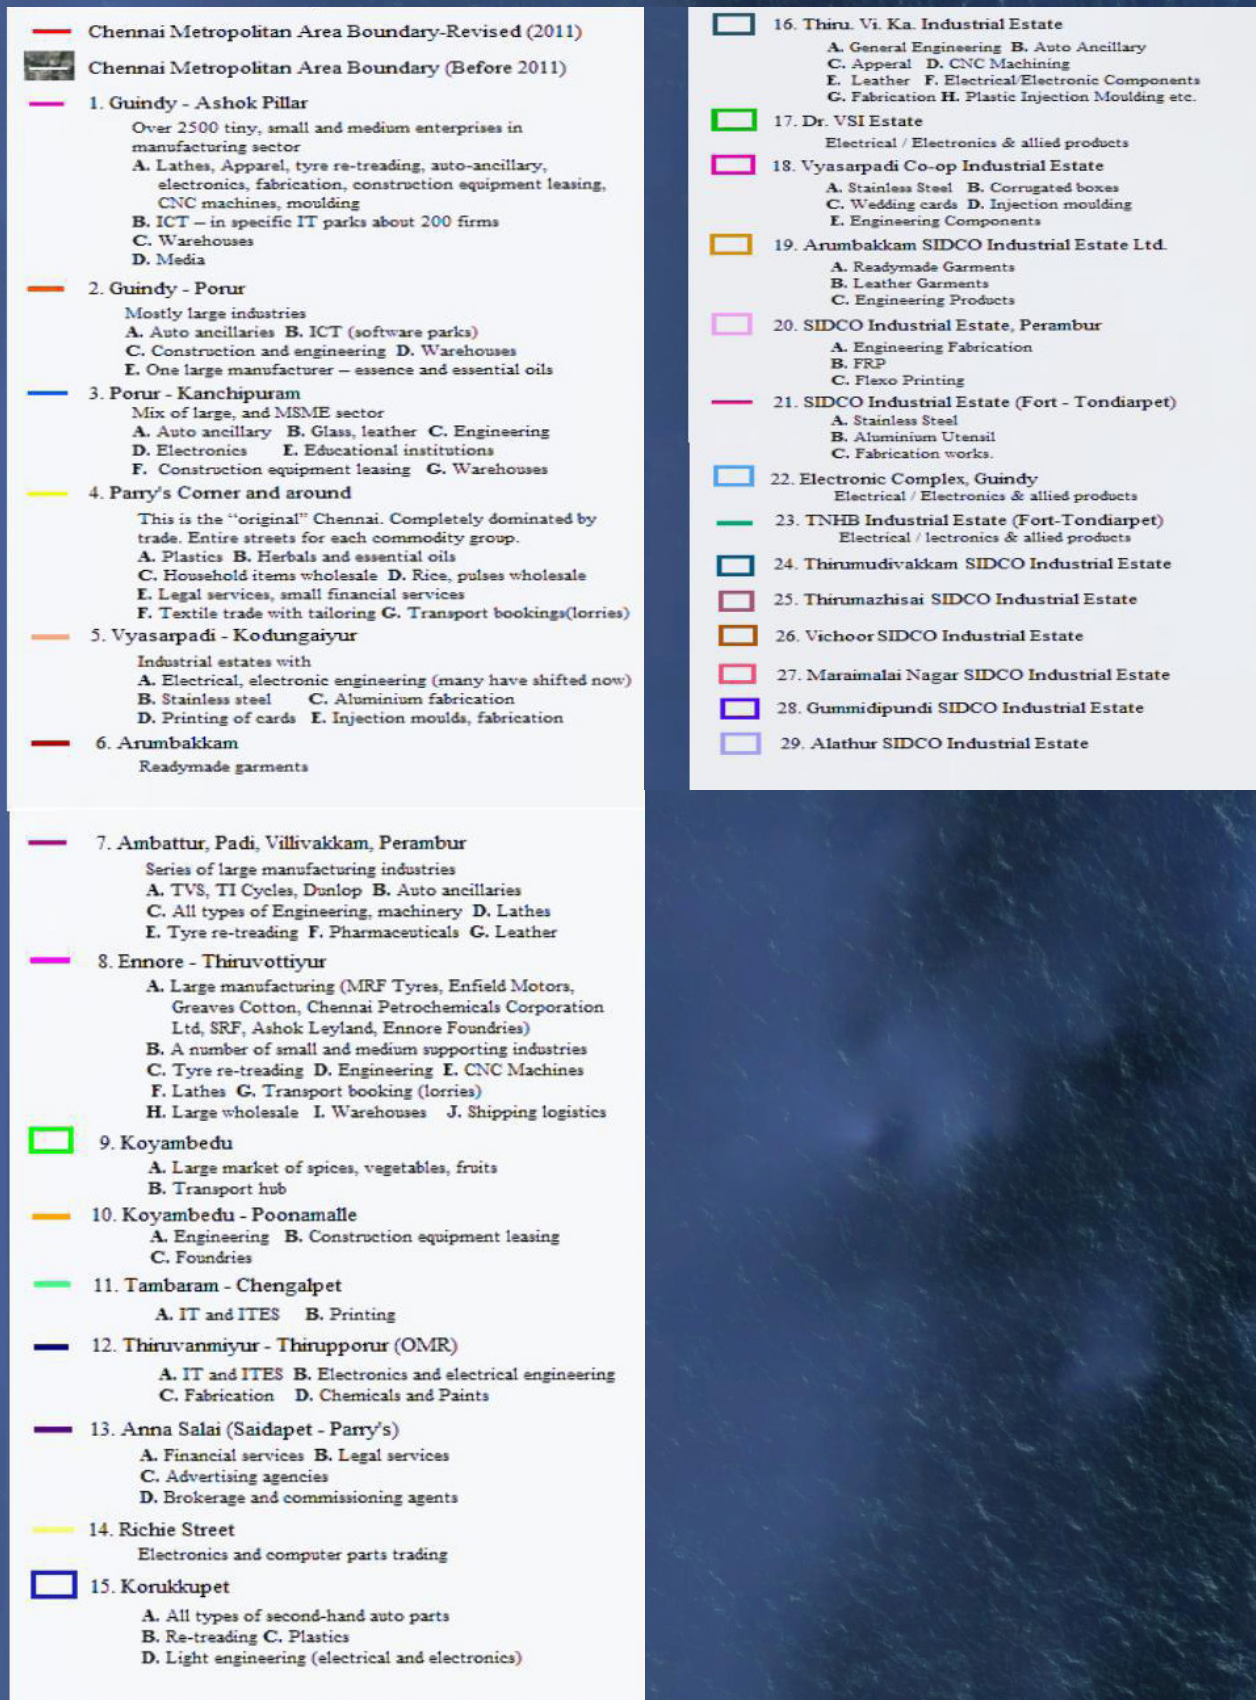 Chennai Metropolitan Area Boundary-Revised (2011)
Chennai Metropolitan Area Boundary (Before 2011)
1. Guindy - Ashok Pillar
Over 2500 tiny, small and medium enterprises in
manufacturing sector
A. Lathes, Apparel, tyre re-treading, auto-ancillary,
electronics, fabrication, construction equipment leasing,
CNC machines, moulding
B. ICT – in specific IT parks about 200 firms
C. Warehouses
D. Media
2. Guindy - Porur
Mostly large industries
A. Auto ancillaries B. ICT (software parks)
C. Construction and engineering D. Warehouses
E. One large manufacturer – essence and essential oils
3. Porur - Kanchipuram
Mix of large, and MSME sector
A. Auto ancillary B. Glass, leather C. Engineering
D. Electronics E. Educational institutions
F. Construction equipment leasing G. Warehouses
4. Parry's Corner and around
This is the “original” Chennai. Completely dominated by
trade. Entire streets for each commodity group.
A. Plastics B. Herbals and essential oils
C. Household items wholesale D. Rice, pulses wholesale
E. Legal services, small financial services
F. Textile trade with tailoring G. Transport bookings(lorries)
5. Vyasarpadi - Kodungaiyur
Industrial estates with
A. Electrical, electronic engineering (many have shifted now)
B. Stainless steel C. Aluminium fabrication
D. Printing of cards E. Injection moulds, fabrication
6. Arumbakkam
Readymade garments
7. Ambattur, Padi, Villivakkam, Perambur
Series of large manufacturing industries
A. TVS, TI Cycles, Dunlop B. Auto ancillaries
C. All types of Engineering, machinery D. Lathes
E. Tyre re-treading F. Pharmaceuticals G. Leather
8. Ennore - Thiruvottiyur
A. Large manufacturing (MRF Tyres, Enfield Motors,
Greaves Cotton, Chennai Petrochemicals Corporation
Ltd, SRF, Ashok Leyland, Ennore Foundries)
B. A number of small and medium supporting industries
C. Tyre re-treading D. Engineering E. CNC Machines
F. Lathes G. Transport booking (lorries)
H. Large wholesale I. Warehouses J. Shipping logistics
9. Koyambedu
A. Large market of spices, vegetables, fruits
B. Transport hub
10. Koyambedu - Poonamalle
A. Engineering B. Construction equipment leasing
C. Foundries
11. Tambaram - Chengalpet
A. IT and ITES B. Printing
12. Thiruvanmiyur - Thirupporur (OMR)
A. IT and ITES B. Electronics and electrical engineering
C. Fabrication D. Chemicals and Paints
13. Anna Salai (Saidapet - Parry's)
A. Financial services B. Legal services
C. Advertising agencies
D. Brokerage and commissioning agents
14. Richie Street
Electronics and computer parts trading
15. Korukkupet
A. All types of second-hand auto parts
B. Re-treading C. Plastics
D. Light engineering (electrical and electronics)
16. Thiru. Vi. Ka. Industrial Estate
A. General Engineering B. Auto Ancillary
C. Apperal D. CNC Machining
E. Leather F. Electrical/Electronic Components
G. Fabrication H. Plastic Injection Moulding etc.
17. Dr. VSI Estate
Electrical / Electronics & allied products
18. Vyasarpadi Co-op Industrial Estate
A. Stainless Steel B. Corrugated boxes
C. Wedding cards D. Injection moulding
E. Engineering Components
19. Arumbakkam SIDCO Industrial Estate Ltd.
A. Readymade Garments
B. Leather Garments
C. Engineering Products
20. SIDCO Industrial Estate, Perambur
A. Engineering Fabrication
B. FRP
C. Flexo Printing
21. SIDCO Industrial Estate (Fort - Tondiarpet)
A. Stainless Steel
B. Aluminium Utensil
C. Fabrication works.
22. Electronic Complex, Guindy
Electrical / Electronics & allied products
23. TNHB Industrial Estate (Fort-Tondiarpet)
Electrical / lectronics & allied products
24. Thirumudivakkam SIDCO Industrial Estate
25. Thirumazhisai SIDCO Industrial Estate
26. Vichoor SIDCO Industrial Estate
27. Maraimalai Nagar SIDCO Industrial Estate
28. Gummidipundi SIDCO Industrial Estate
29. Alathur SIDCO Industrial Estate